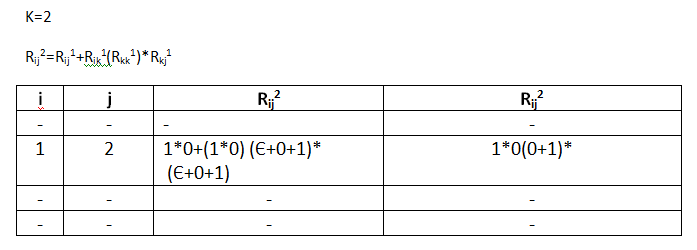 K=2
Rij²=Rij¹+Rik¹(Rkk¹)*Rkj¹
i j Rij² Rij²
- - - -
1 2 1*0+(1*0) (Є+0+1)* 1*0(0+1)*
(Є+0+1)
- - - -
- - - -